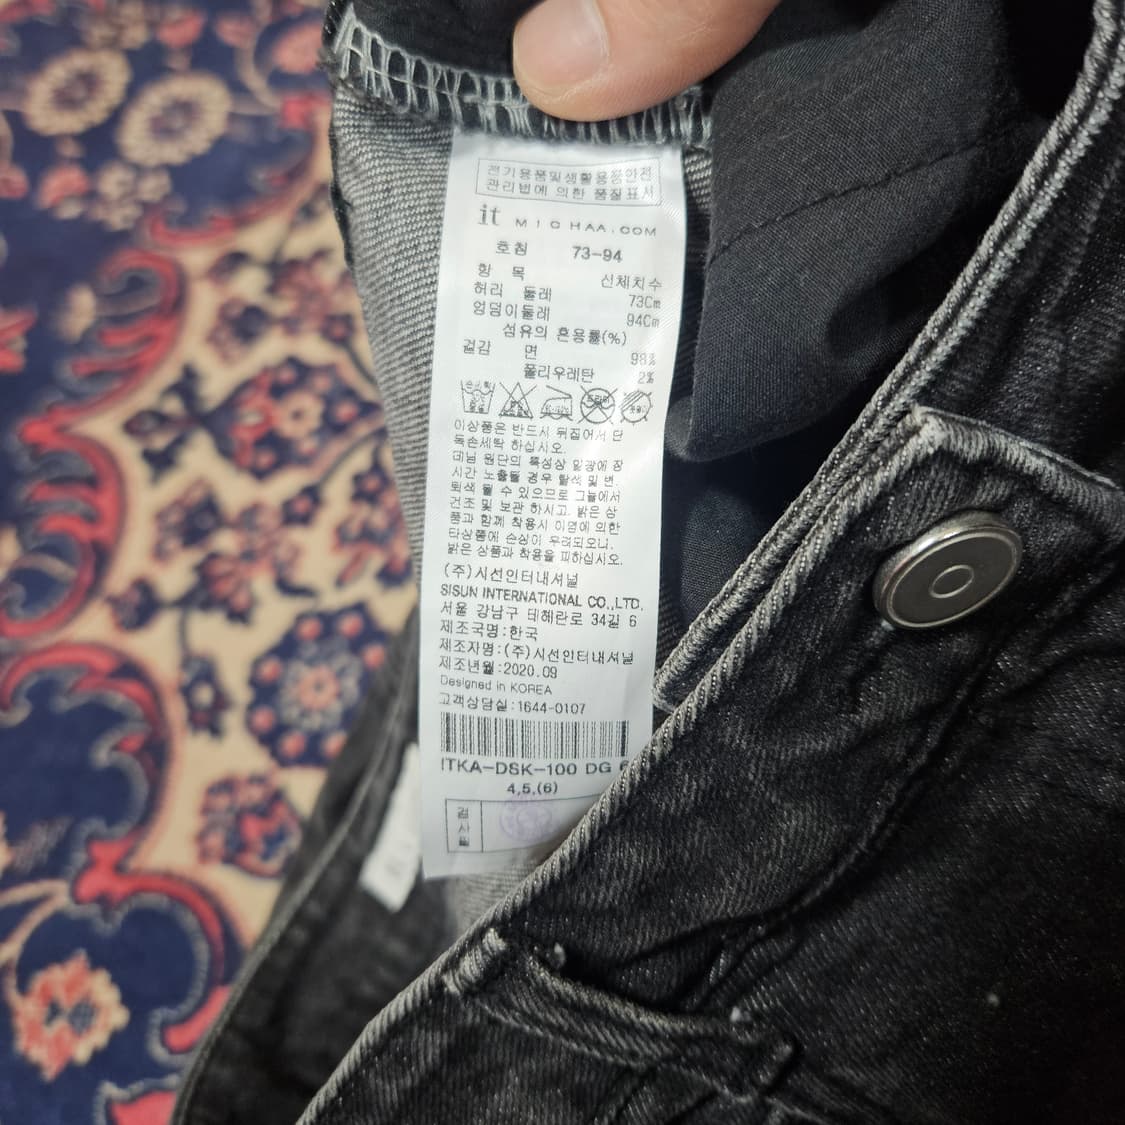 전기용품및생활용품안전
관리법에 의한 품질표시
it MICHAA.COM
호칭 73-94
항 목 신체치수
허리 둘레 73Cm
엉덩이둘레 94Cm
섬유의 혼용률(%)
겉감 면 98%
폴리우레탄 2%
이상품은 반드시 뒤집어서 단
독손세탁 하십시오.
데님 원단의 특성상 일광에 장
시간 노출될 경우 탈색 및 변.
퇴색 될 수 있으므로 그늘에서
건조 및 보관 하시고. 밝은 상
품과 함께 착용시 이염에 의한
타상품에 손상이 우려되오니.
밝은 상품과 착용을 피하십시오.
(주)시선인터내셔널
SISUN INTERNATIONAL CO.,LTD.
서울 강남구 테헤란로 34길 6
제조국명:한국
제조자명:(주)시선인터내셔널
제조년월:2020.09
Designed in KOREA
고객상담실:1644-0107
ITKA-DSK-100 DG 6
4,5,(6)
검
사
필